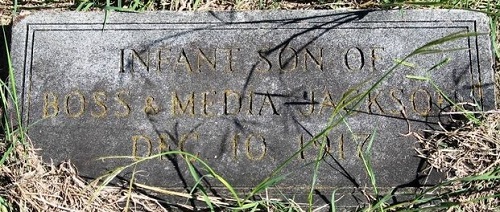 INFANT SON OF
BOSS & MEDIA JACKSON
DEC. 10. 1917